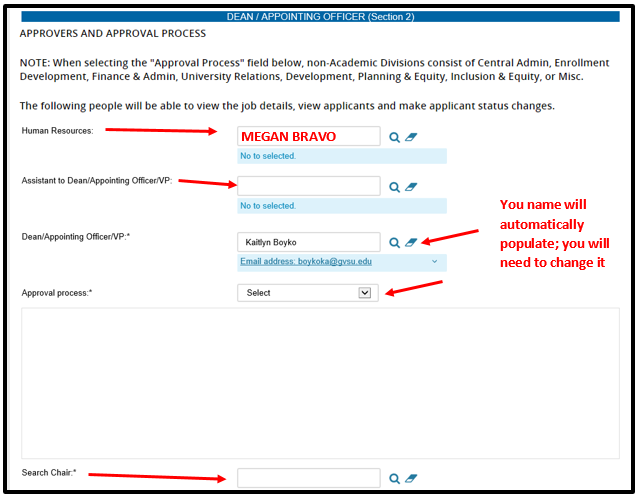 DEAN / APPOINTING OFFICER (Section 2)
APPROVERS AND APPROVAL PROCESS
NOTE: When selecting the "Approval Process" field below, non-Academic Divisions consist of Central Admin, Enrollment
Development, Finance & Admin, University Relations, Development, Planning & Equity, Inclusion & Equity, or Misc.
The following people will be able to view the job details, view applicants and make applicant status changes.
Human Resources:
MEGAN BRAVO
No to selected.
Assistant to Dean/Appointing Officer/VP:
No to selected.
You name will
automatically
populate; you will
need to change it
Dean/Appointing Officer/VP:*
Kaitlyn Boyko
Email address: boykoka@gvsu.edu
Approval process:*
Select
Search Chair:*